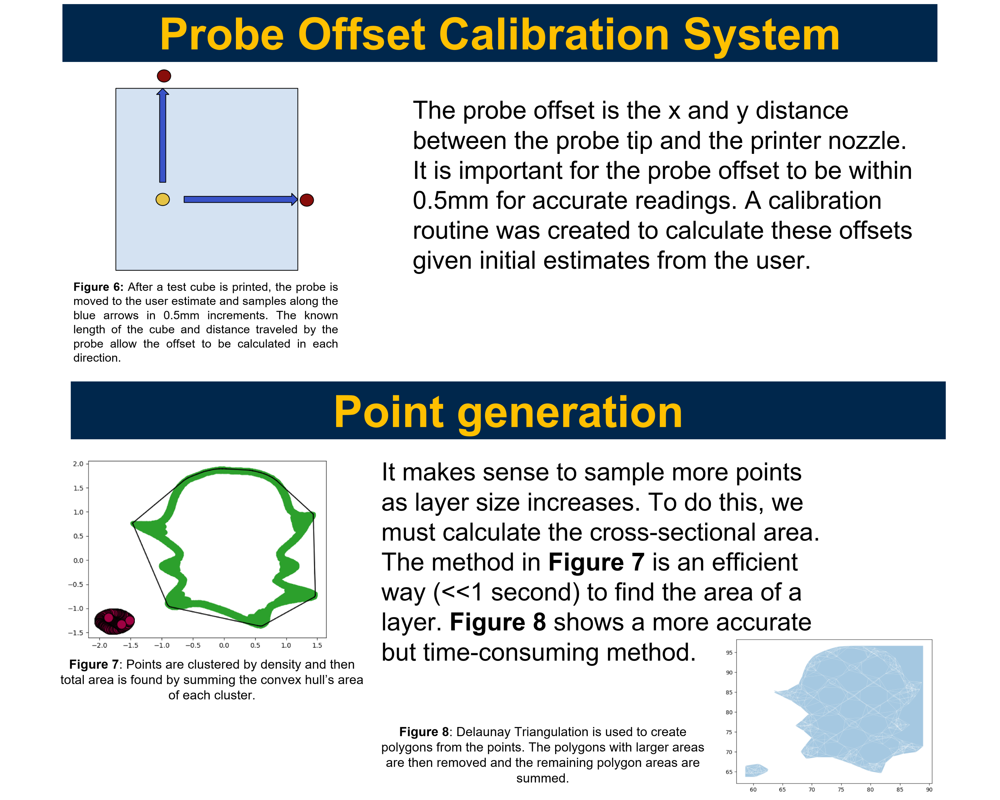 Probe Offset Calibration System
The probe offset is the x and y distance
between the probe tip and the printer nozzle.
It is important for the probe offset to be within
0.5mm for accurate readings. A calibration
routine was created to calculate these offsets
given initial estimates from the user.
Figure 6: After a test cube is printed, the probe is
moved to the user estimate and samples along the
blue arrows in 0.5mm increments. The known
length of the cube and distance traveled by the
probe allow the offset to be calculated in each
direction.
Point generation
2.0
1.5
1.0
0.5
0.0
−0.5
−1.0
−1.5
−2.0 −1.5 −1.0 −0.5 0.0 0.5 1.0 1.5
Figure 7: Points are clustered by density and then
total area is found by summing the convex hull’s area
of each cluster.
It makes sense to sample more points
as layer size increases. To do this, we
must calculate the cross-sectional area.
The method in Figure 7 is an efficient
way (<<1 second) to find the area of a
layer. Figure 8 shows a more accurate
but time-consuming method.
Figure 8: Delaunay Triangulation is used to create
polygons from the points. The polygons with larger areas
are then removed and the remaining polygon areas are
summed.
95
90
85
80
75
70
65
60 65 70 75 80 85 90